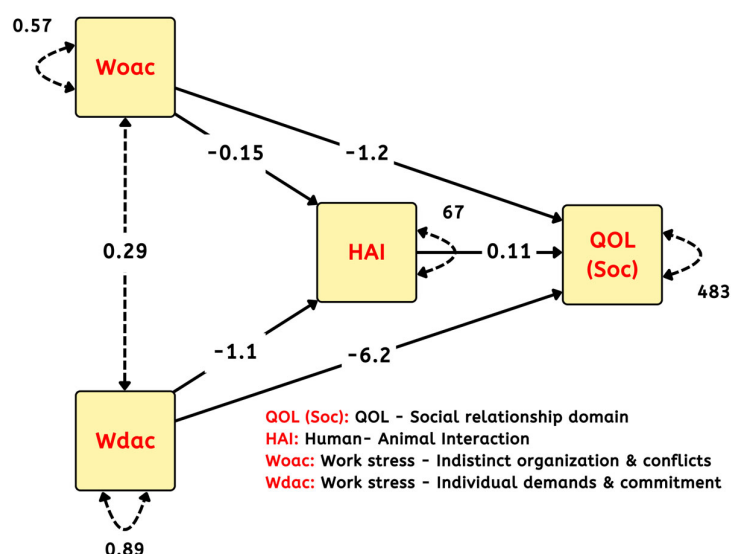 0.57
Woac
-0.15
-1.2
67
0.29
HAI
0.11
QOL
(Soc)
483
-1.1
-6.2
Wdac
QOL (Soc): QOL - Social relationship domain
HAI: Human- Animal Interaction
Woac: Work stress - Indistinct organization & conflicts
Wdac: Work stress - Individual demands & commitment
0.89